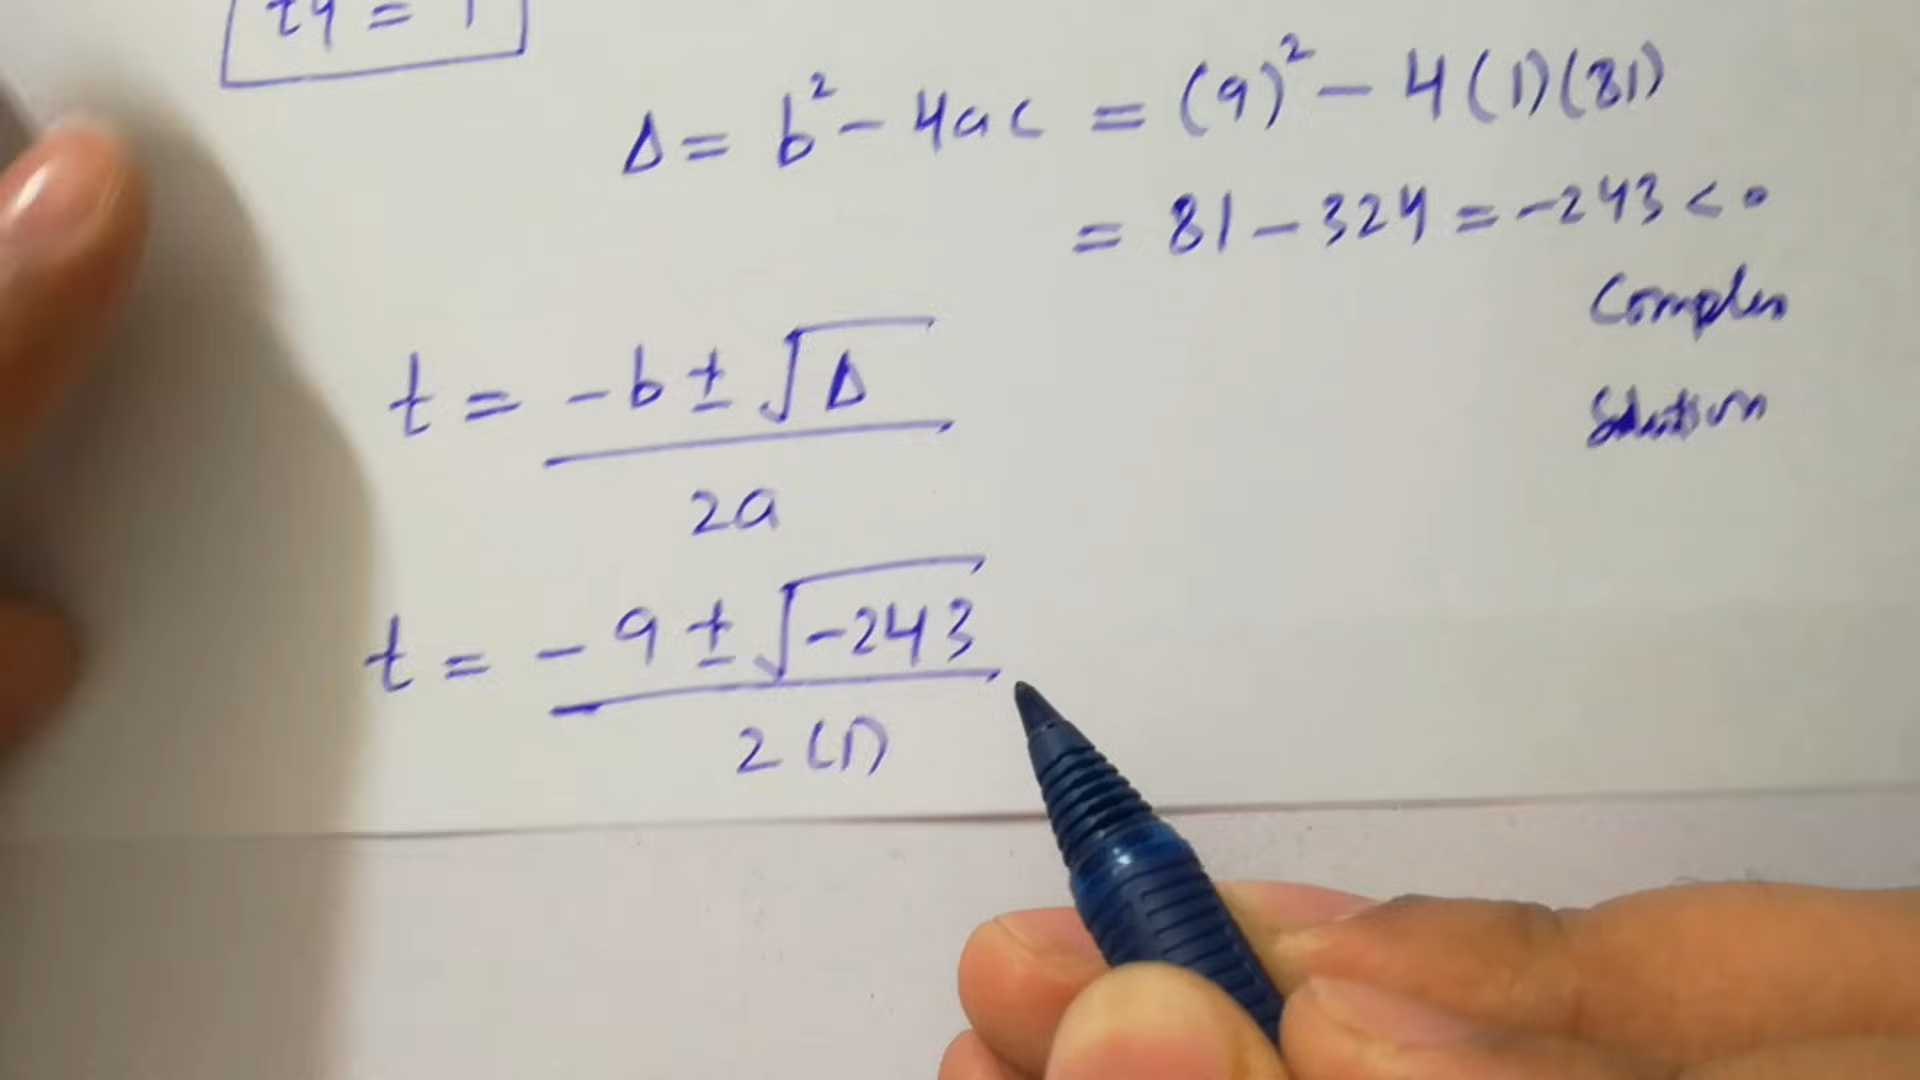 Δ = b² - 4ac = (9)² - 4(1)(81)
= 81 - 324 = -243 < 0
Complex
Solution
t = (-b ± √Δ) / 2a
t = (-9 ± √-243) / 2(1)